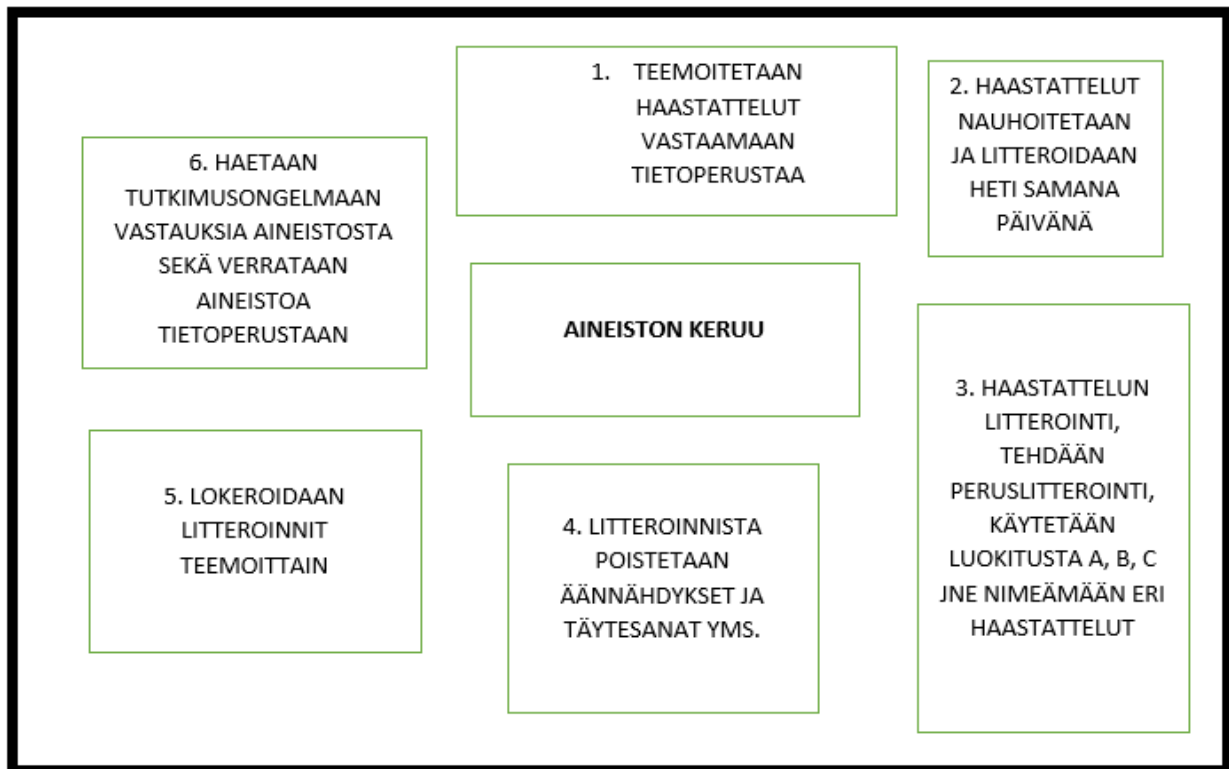 1. TEEMOITETAAN
HAASTATTELUT
VASTAAMAAN
TIETOPERUSTAA
2. HAASTATTELUT
NAUHOITETAAN
JA LITTEROIDAAN
HETI SAMANA
PÄIVÄNÄ
3. HAASTATTELUN
LITTEROINTI,
TEHDÄÄN
PERUSLITTEROINTI,
KÄYTETÄÄN
LUOKITUSTA A, B, C
JNE NIMEÄMÄÄN ERI
HAASTATTELUT
4. LITTEROINNISTA
POISTETAAN
ÄÄNNÄHDYKSET JA
TÄYTESANAT YMS.
5. LOKEROIDAAN
LITTEROINNIT
TEEMOITTAIN
6. HAETAAN
TUTKIMUSONGELMAAN
VASTAUKSIA AINEISTOSTA
SEKÄ VERRATAAN
AINEISTOA
TIETOPERUSTAAN
AINEISTON KERUU